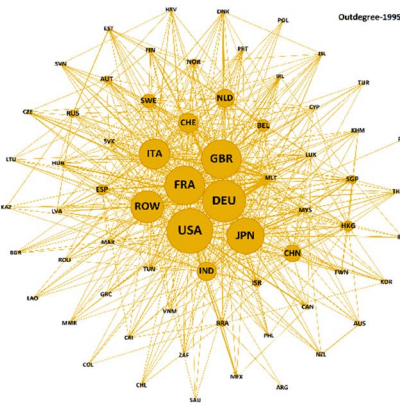 Outdegree-1995
HRV
DNK
POL
EST
FIN
PRT
SVN
NOR
AUT
IRL
TUR
SWE
NLD
CYP
CZE
RUS
CHE
BEL
KHM
SVK
ITA
GBR
LUX
LTU
HUN
MLT
SGP
ESP
FRA
DEU
KAZ
LVA
ROW
MYS
HKG
USA
JPN
MAR
BGR
ROU
TUN
IND
CHN
TWN
KOR
LAO
GRC
ISR
VNM
CAN
MMR
CRI
BRA
PHL
AUS
COL
ZAF
NZL
CHL
MEX
ARG
SAU